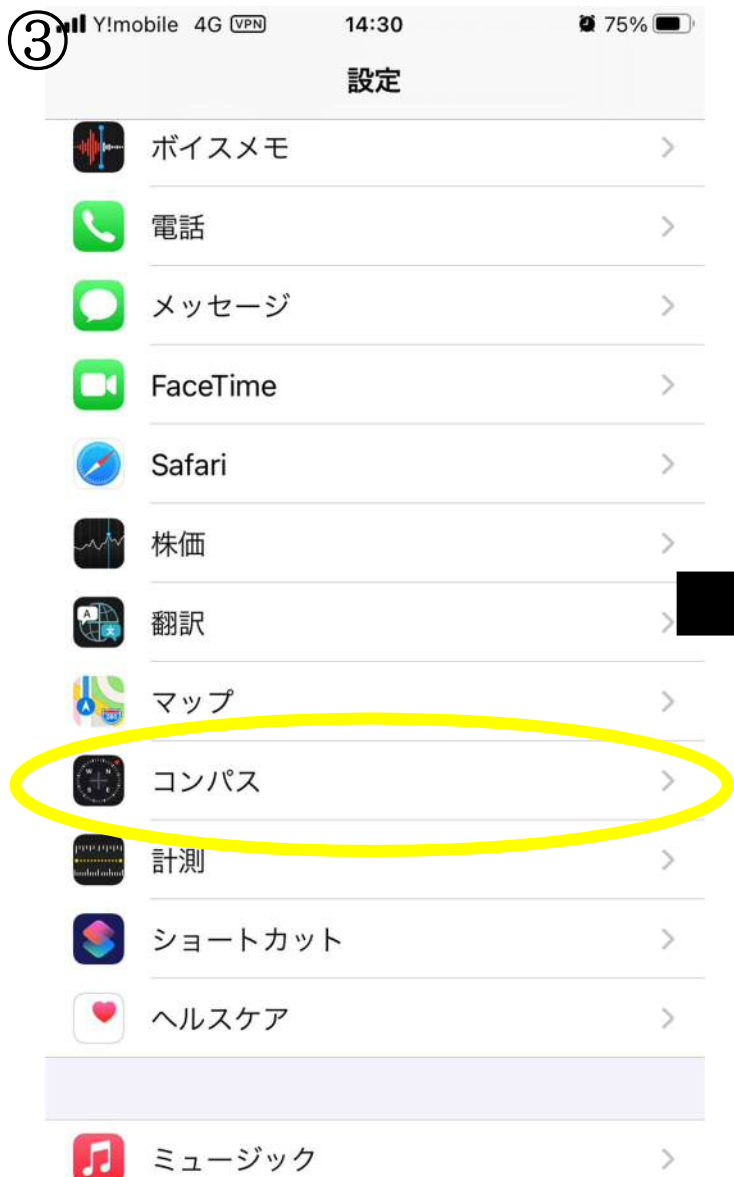 ③
Y!mobile 4G VPN 14:30 75%
設定
ボイスメモ
電話
メッセージ
FaceTime
Safari
株価
翻訳
マップ
コンパス
計測
ショートカット
ヘルスケア
ミュージック